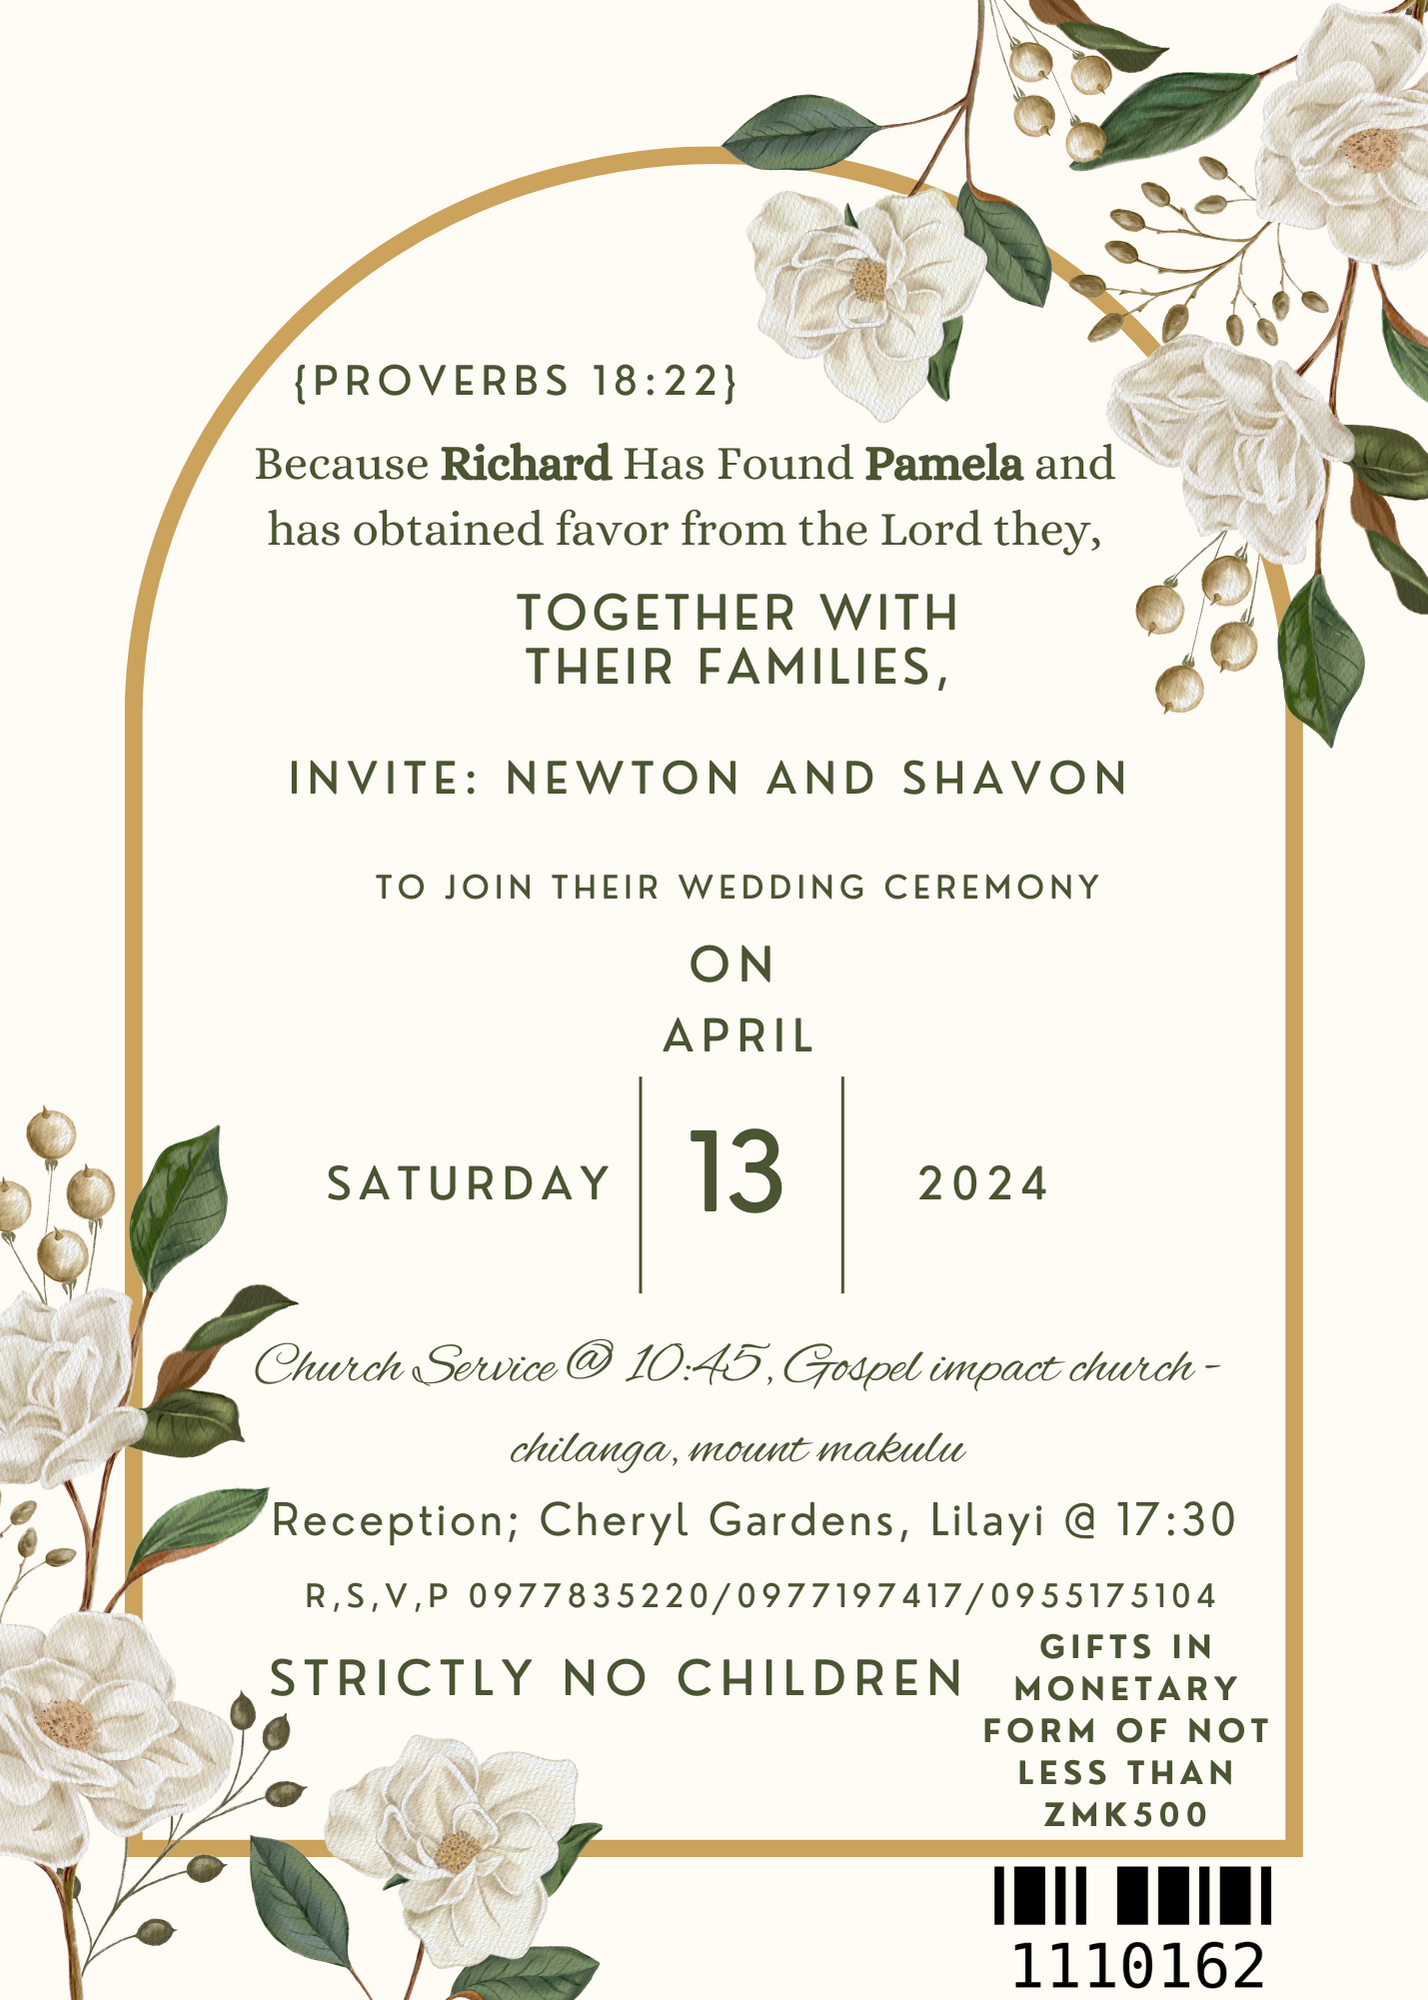 {PROVERBS 18:22}
Because Richard Has Found Pamela and
has obtained favor from the Lord they,
TOGETHER WITH
THEIR FAMILIES,
INVITE: NEWTON AND SHAVON
TO JOIN THEIR WEDDING CEREMONY
ON
APRIL
SATURDAY 13 2024
Church Service @ 10:45, Gospel impact church -
chilanga, mount makulu
Reception; Cheryl Gardens, Lilayi @ 17:30
R,S,V,P 0977835220/0977197417/0955175104
STRICTLY NO CHILDREN
GIFTS IN
MONETARY
FORM OF NOT
LESS THAN
ZMK500
1110162